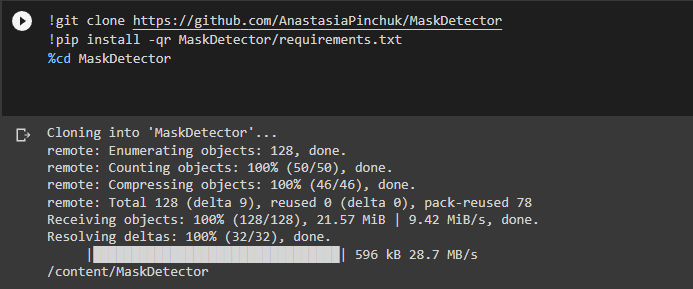 !git clone https://github.com/AnastasiaPinchuk/MaskDetector
!pip install -qr MaskDetector/requirements.txt
%cd MaskDetector
Cloning into 'MaskDetector'...
remote: Enumerating objects: 128, done.
remote: Counting objects: 100% (50/50), done.
remote: Compressing objects: 100% (46/46), done.
remote: Total 128 (delta 9), reused 0 (delta 0), pack-reused 78
Receiving objects: 100% (128/128), 21.57 MiB | 9.42 MiB/s, done.
Resolving deltas: 100% (32/32), done.
|████████████████████████████████| 596 kB 28.7 MB/s
/content/MaskDetector